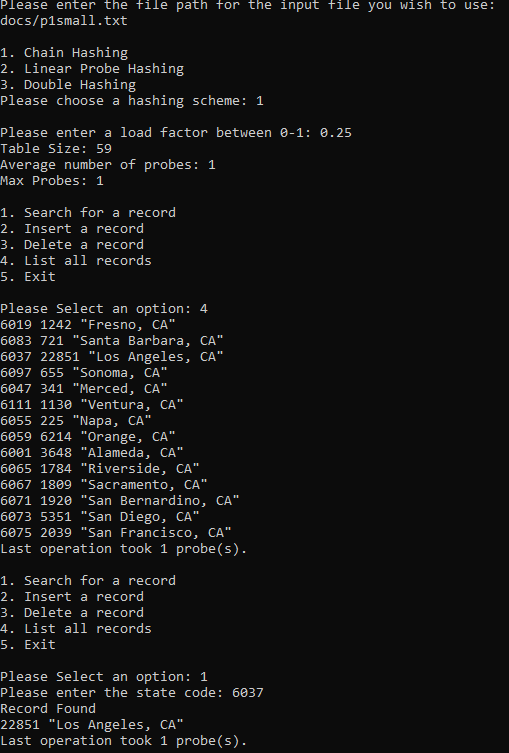 Please enter the file path for the input file you wish to use:
docs/p1small.txt
1. Chain Hashing
2. Linear Probe Hashing
3. Double Hashing
Please choose a hashing scheme: 1
Please enter a load factor between 0-1: 0.25
Table Size: 59
Average number of probes: 1
Max Probes: 1
1. Search for a record
2. Insert a record
3. Delete a record
4. List all records
5. Exit
Please Select an option: 4
6019 1242 "Fresno, CA"
6083 721 "Santa Barbara, CA"
6037 22851 "Los Angeles, CA"
6097 655 "Sonoma, CA"
6047 341 "Merced, CA"
6111 1130 "Ventura, CA"
6055 225 "Napa, CA"
6059 6214 "Orange, CA"
6001 3648 "Alameda, CA"
6065 1784 "Riverside, CA"
6067 1809 "Sacramento, CA"
6071 1920 "San Bernardino, CA"
6073 5351 "San Diego, CA"
6075 2039 "San Francisco, CA"
Last operation took 1 probe(s).
1. Search for a record
2. Insert a record
3. Delete a record
4. List all records
5. Exit
Please Select an option: 1
Please enter the state code: 6037
Record Found
22851 "Los Angeles, CA"
Last operation took 1 probe(s).